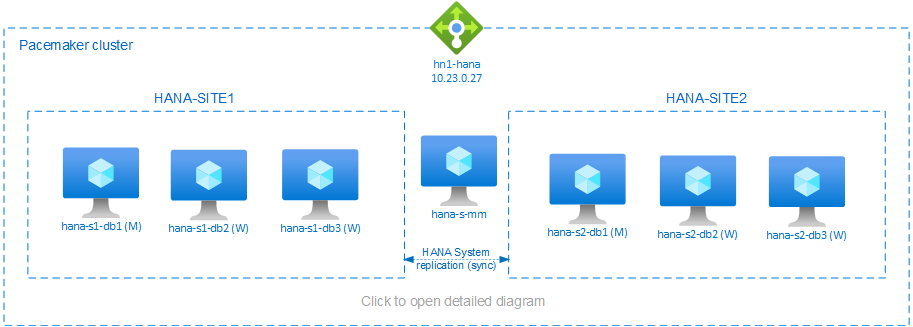 Pacemaker cluster
hn1-hana
10.23.0.27
HANA-SITE1
HANA-SITE2
hana-s1-db1 (M)
hana-s1-db2 (W)
hana-s1-db3 (W)
hana-s-mm
hana-s2-db1 (M)
hana-s2-db2 (W)
hana-s2-db3 (W)
HANA System
replication (sync)
Click to open detailed diagram